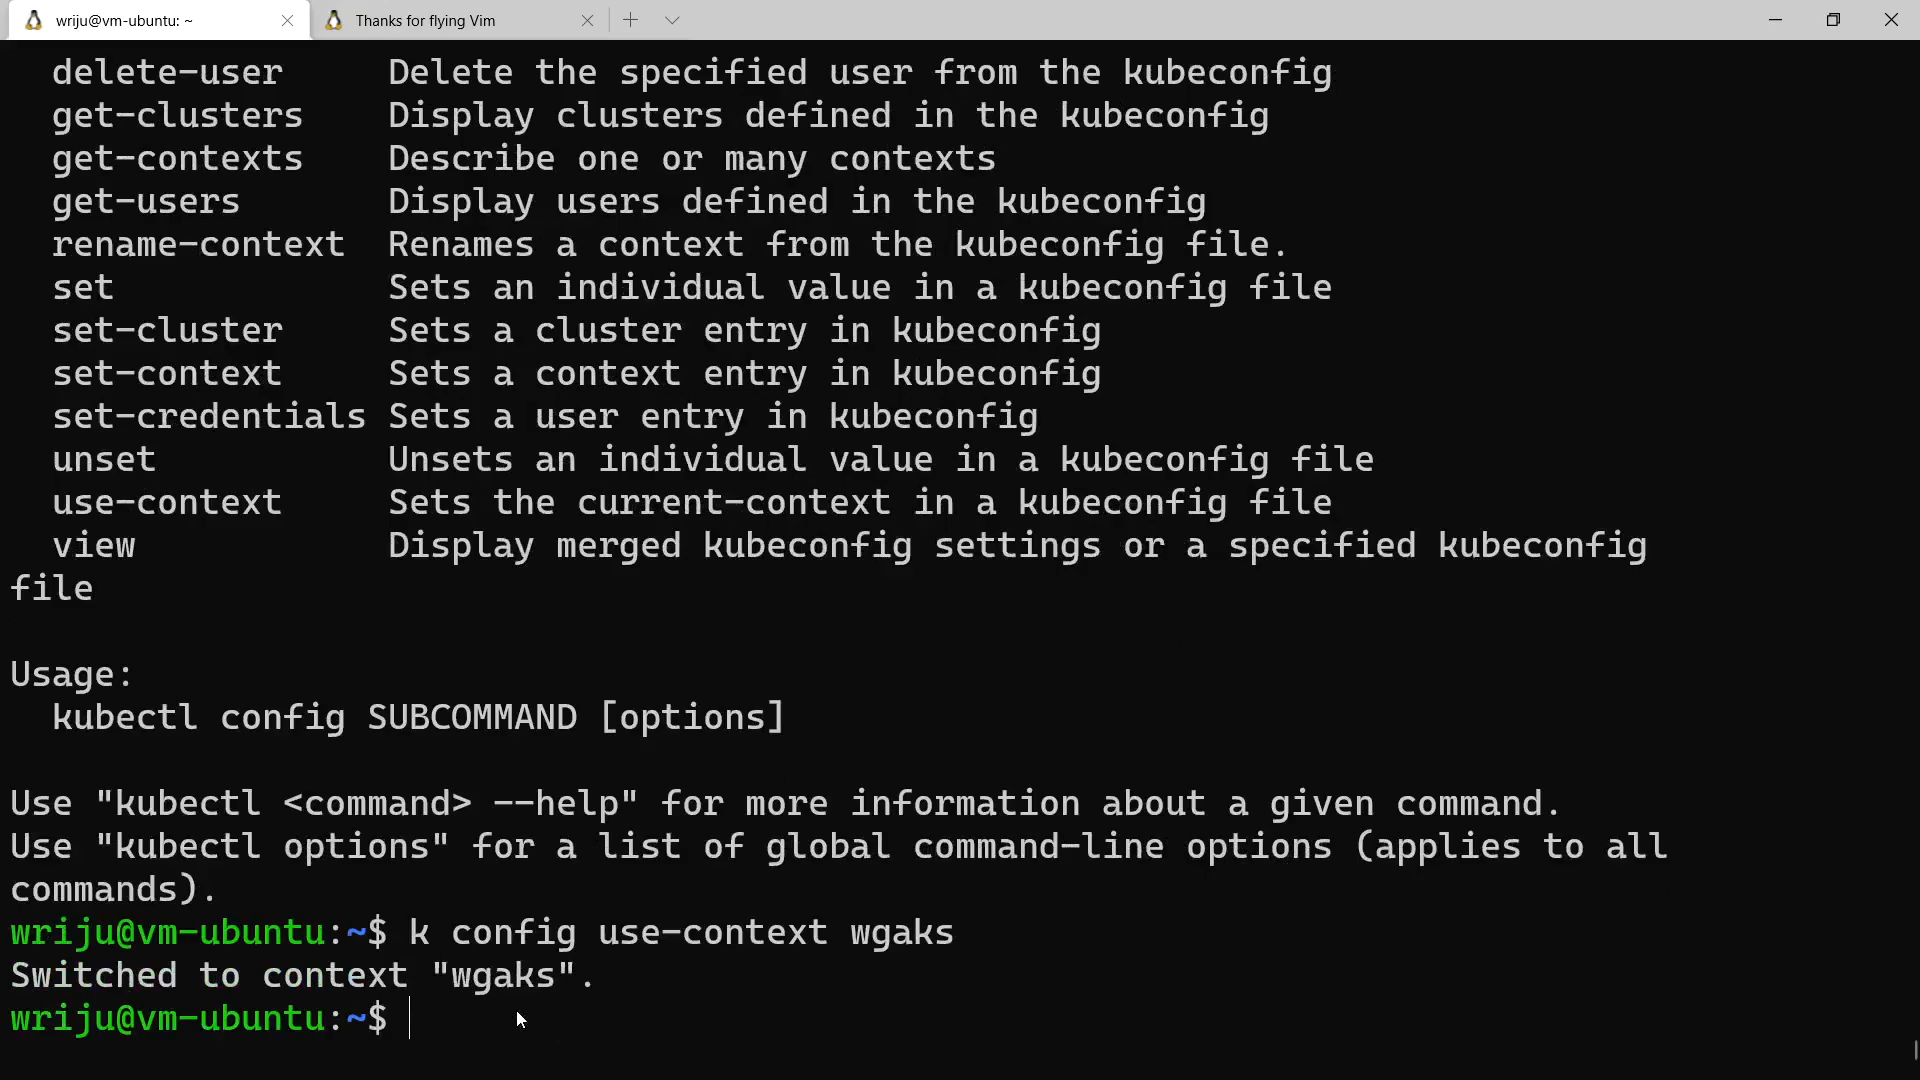 wriju@vm-ubuntu: ~ Thanks for flying Vim
delete-user Delete the specified user from the kubeconfig
get-clusters Display clusters defined in the kubeconfig
get-contexts Describe one or many contexts
get-users Display users defined in the kubeconfig
rename-context Renames a context from the kubeconfig file.
set Sets an individual value in a kubeconfig file
set-cluster Sets a cluster entry in kubeconfig
set-context Sets a context entry in kubeconfig
set-credentials Sets a user entry in kubeconfig
unset Unsets an individual value in a kubeconfig file
use-context Sets the current-context in a kubeconfig file
view Display merged kubeconfig settings or a specified kubeconfig
file
Usage:
kubectl config SUBCOMMAND [options]
Use "kubectl <command> --help" for more information about a given command.
Use "kubectl options" for a list of global command-line options (applies to all
commands).
wriju@vm-ubuntu:~$ k config use-context wgaks
Switched to context "wgaks".
wriju@vm-ubuntu:~$